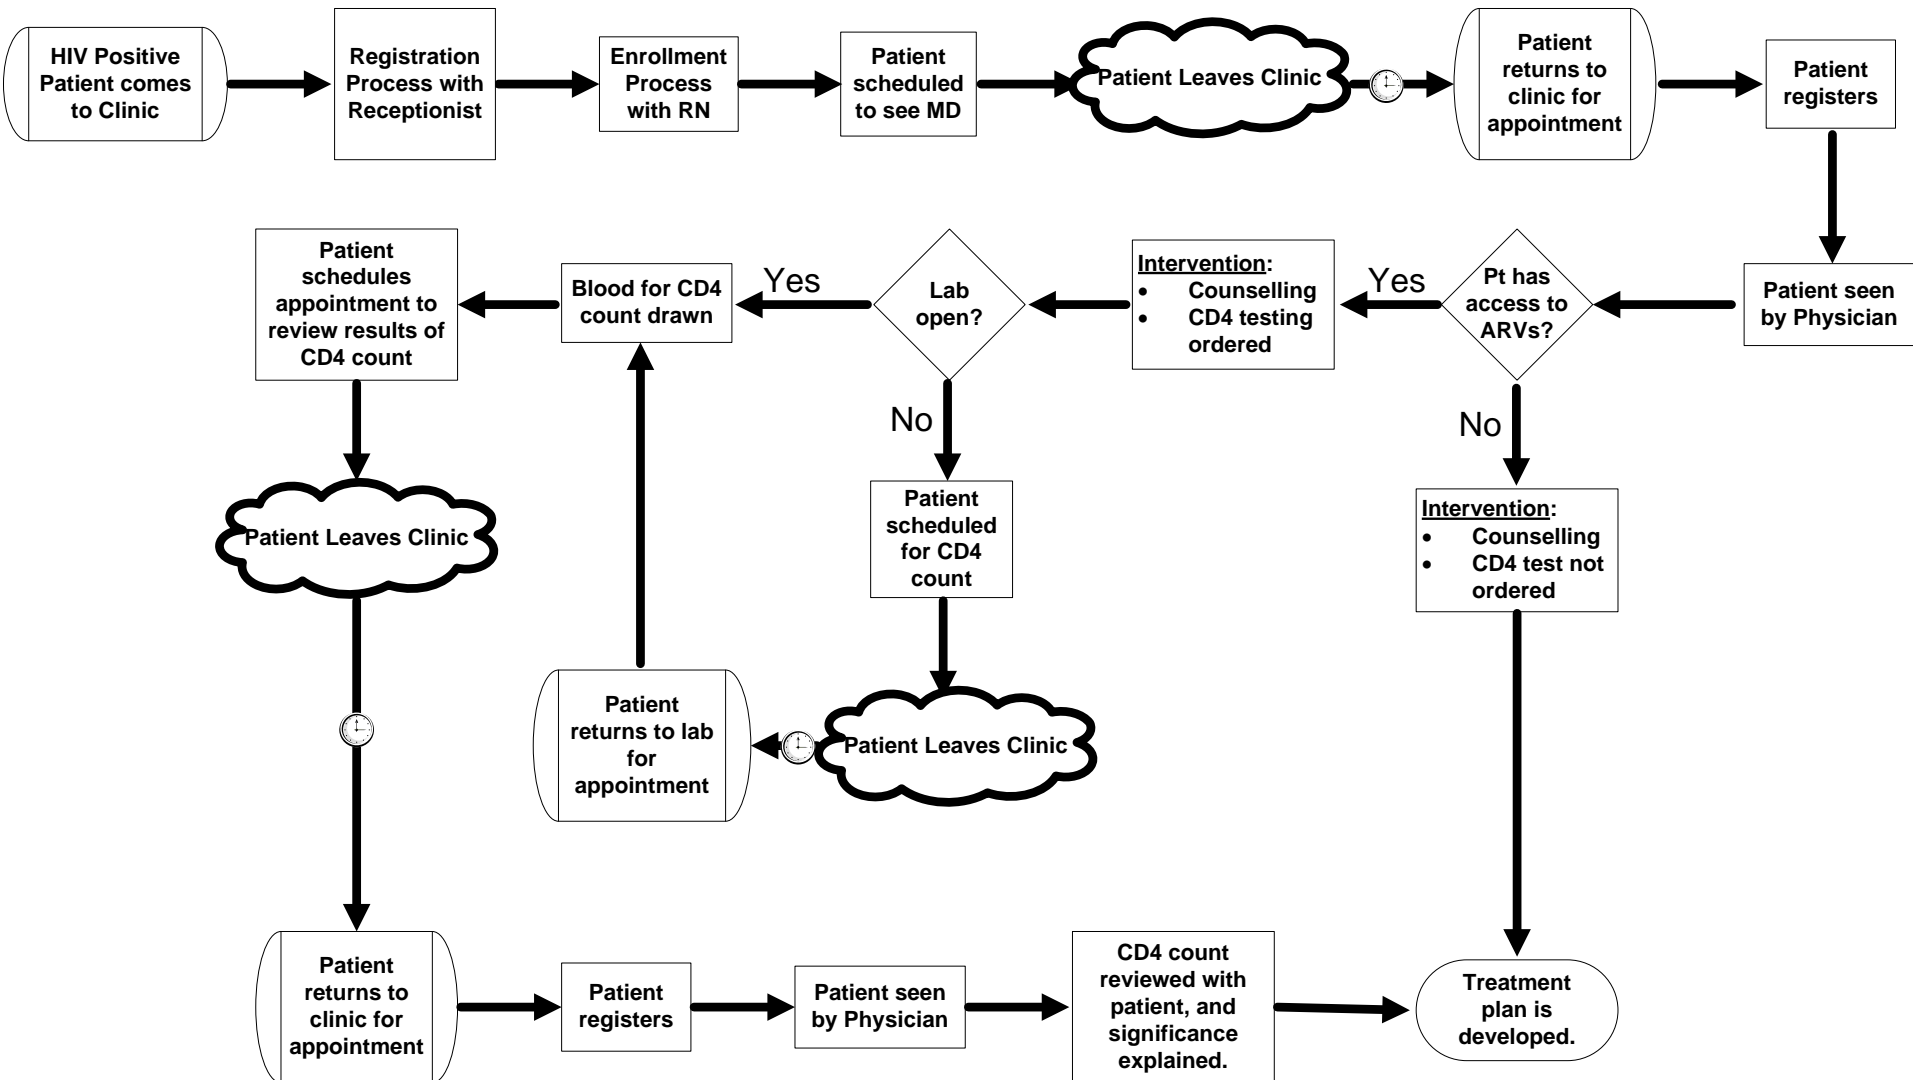 HIV Positive
Patient comes
to Clinic
Registration
Process with
Receptionist
Enrollment
Process
with RN
Patient
scheduled
to see MD
Patient Leaves Clinic
Patient
returns to
clinic for
appointment
Patient
registers
Patient seen
by Physician
Pt has
access to
ARVs?
Yes
Intervention:
• Counselling
• CD4 testing
ordered
Lab
open?
Yes
Blood for CD4
count drawn
Patient
schedules
appointment to
review results of
CD4 count
Patient Leaves Clinic
No
Patient
scheduled
for CD4
count
Patient Leaves Clinic
Patient
returns to lab
for
appointment
No
Intervention:
• Counselling
• CD4 test not
ordered
Patient
returns to
clinic for
appointment
Patient
registers
Patient seen
by Physician
CD4 count
reviewed with
patient, and
significance
explained.
Treatment
plan is
developed.